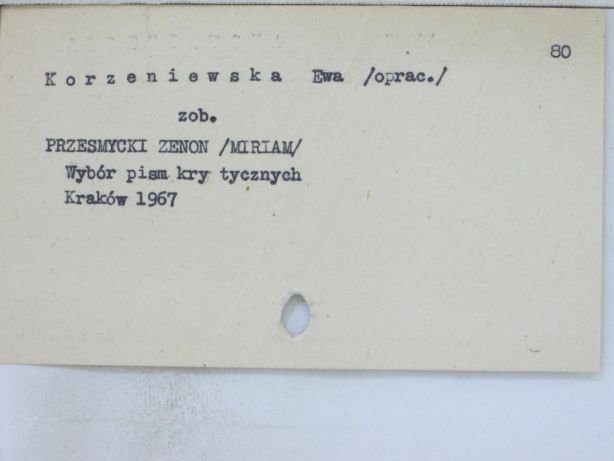 80
K o r z e n i e w s k a Ewa /oprac./
zob.
PRZESMYCKI ZENON /MIRIAM/
Wybór pism kry tycznych
Kraków 1967